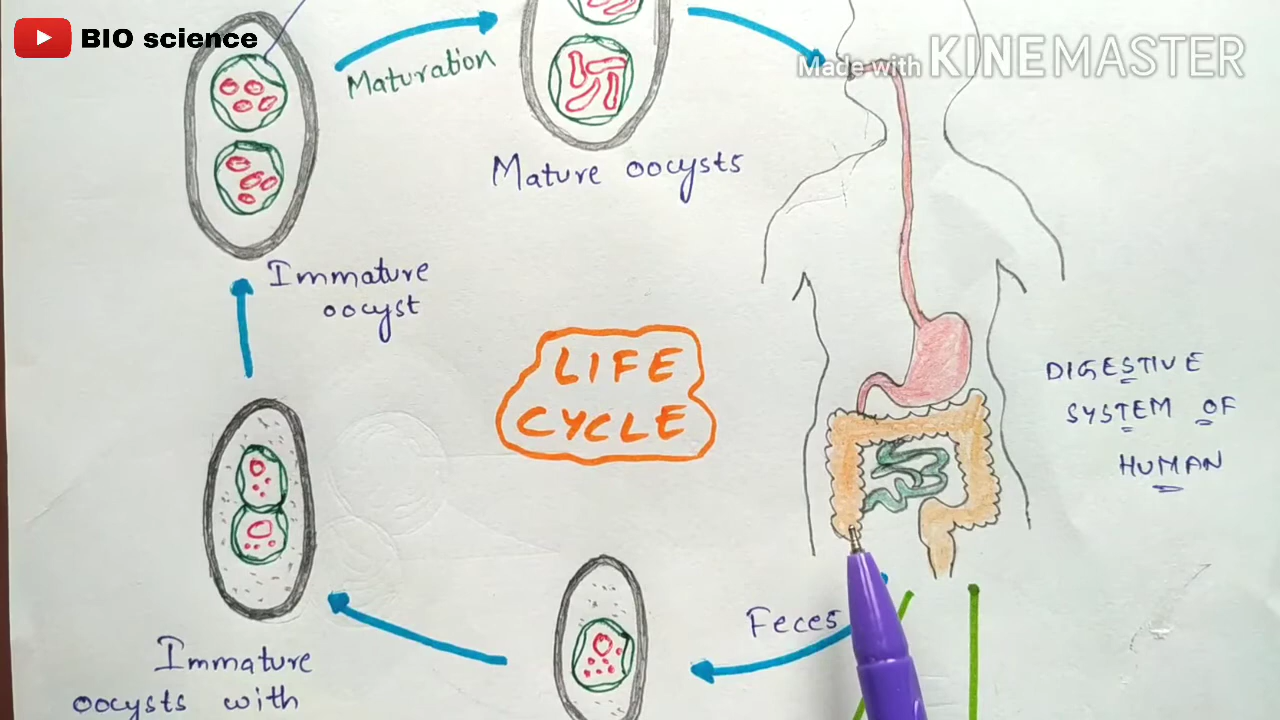 BIO science
Made with KINEMASTER
Maturation
Mature oocysts
Immature
oocyst
LIFE
CYCLE
DIGESTIVE
SYSTEM OF
HUMAN
Feces
Immature
oocysts with